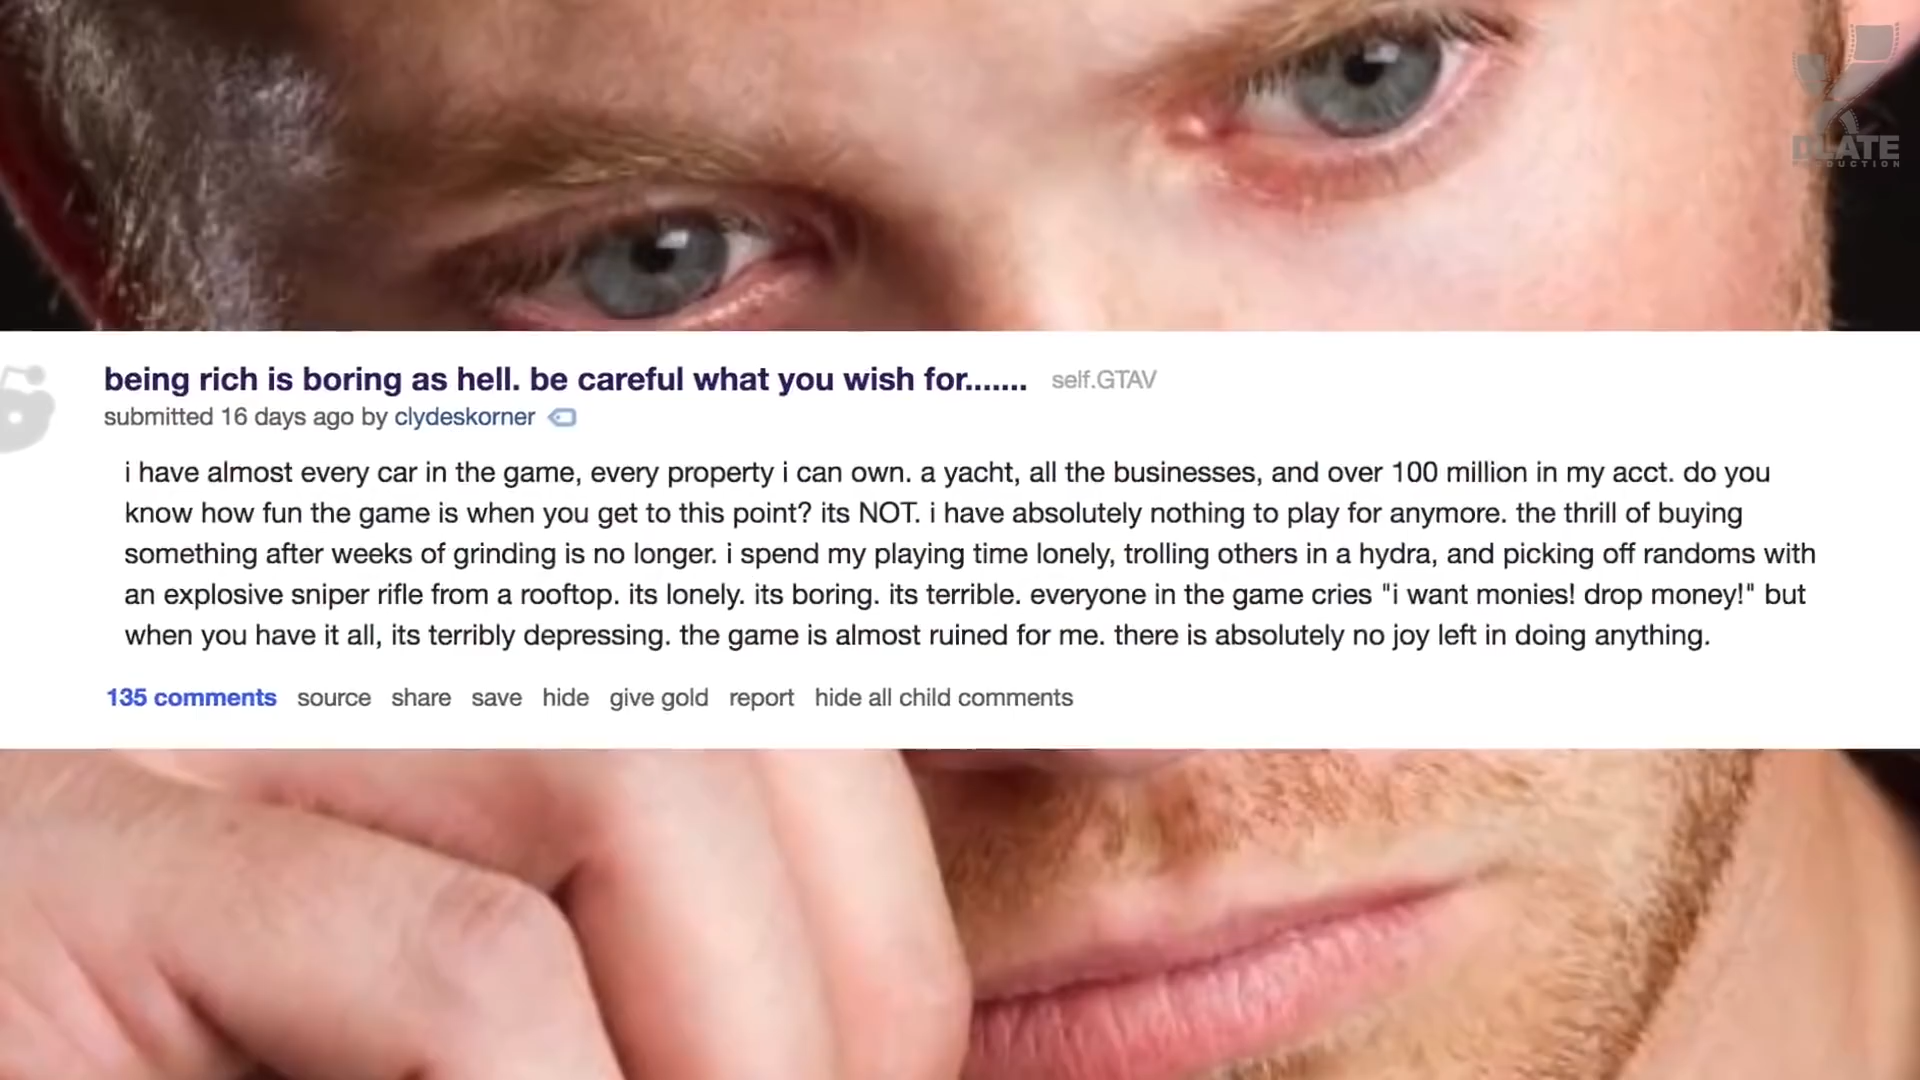 being rich is boring as hell. be careful what you wish for....... self.GTAV
submitted 16 days ago by clydeskorner
i have almost every car in the game, every property i can own. a yacht, all the businesses, and over 100 million in my acct. do you
know how fun the game is when you get to this point? its NOT. i have absolutely nothing to play for anymore. the thrill of buying
something after weeks of grinding is no longer. i spend my playing time lonely, trolling others in a hydra, and picking off randoms with
an explosive sniper rifle from a rooftop. its lonely. its boring. its terrible. everyone in the game cries "i want monies! drop money!" but
when you have it all, its terribly depressing. the game is almost ruined for me. there is absolutely no joy left in doing anything.
135 comments source share save hide give gold report hide all child comments